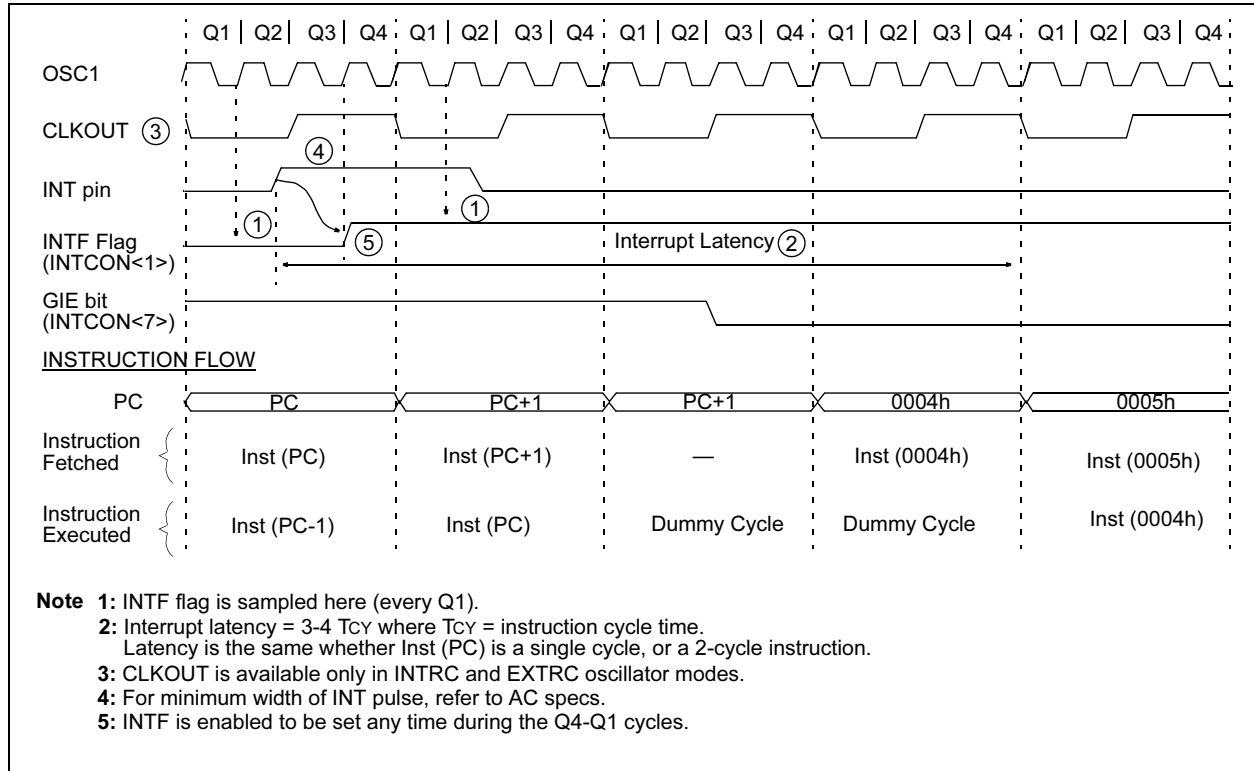 Q1 | Q2 | Q3 | Q4 Q1 | Q2 | Q3 | Q4 Q1 | Q2 | Q3 | Q4 Q1 | Q2 | Q3 | Q4 Q1 | Q2 | Q3 | Q4
OSC1
CLKOUT ③
④
INT pin
① ①
INTF Flag
(INTCON<1>)
⑤
Interrupt Latency ②
GIE bit
(INTCON<7>)
INSTRUCTION FLOW
PC PC PC+1 PC+1 0004h 0005h
Instruction
Fetched
Inst (PC) Inst (PC+1) — Inst (0004h) Inst (0005h)
Instruction
Executed
Inst (PC-1) Inst (PC) Dummy Cycle Dummy Cycle Inst (0004h)
Note 1: INTF flag is sampled here (every Q1).
2: Interrupt latency = 3-4 TCY where TCY = instruction cycle time.
Latency is the same whether Inst (PC) is a single cycle, or a 2-cycle instruction.
3: CLKOUT is available only in INTRC and EXTRC oscillator modes.
4: For minimum width of INT pulse, refer to AC specs.
5: INTF is enabled to be set any time during the Q4-Q1 cycles.